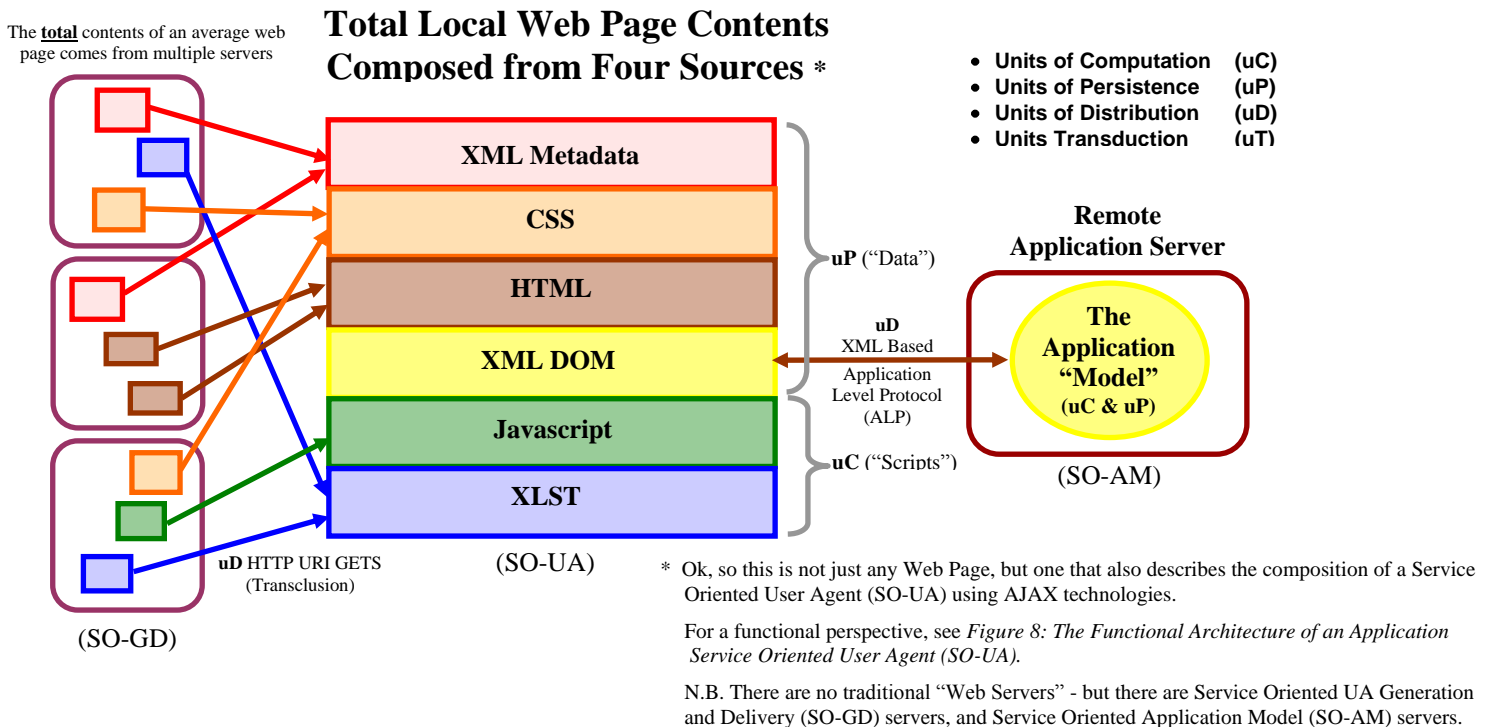 The total contents of an average web
page comes from multiple servers
Total Local Web Page Contents
Composed from Four Sources *
• Units of Computation (uC)
• Units of Persistence (uP)
• Units of Distribution (uD)
• Units Transduction (uT)
XML Metadata
CSS
HTML
XML DOM
Javascript
XLST
uP (“Data”)
uC (“Scripts”)
uD
XML Based
Application
Level Protocol
(ALP)
Remote
Application Server
The
Application
“Model”
(uC & uP)
(SO-AM)
uD HTTP URI GETS
(Transclusion)
(SO-UA)
(SO-GD)
* Ok, so this is not just any Web Page, but one that also describes the composition of a Service
Oriented User Agent (SO-UA) using AJAX technologies.
For a functional perspective, see Figure 8: The Functional Architecture of an Application
Service Oriented User Agent (SO-UA).
N.B. There are no traditional “Web Servers” - but there are Service Oriented UA Generation
and Delivery (SO-GD) servers, and Service Oriented Application Model (SO-AM) servers.